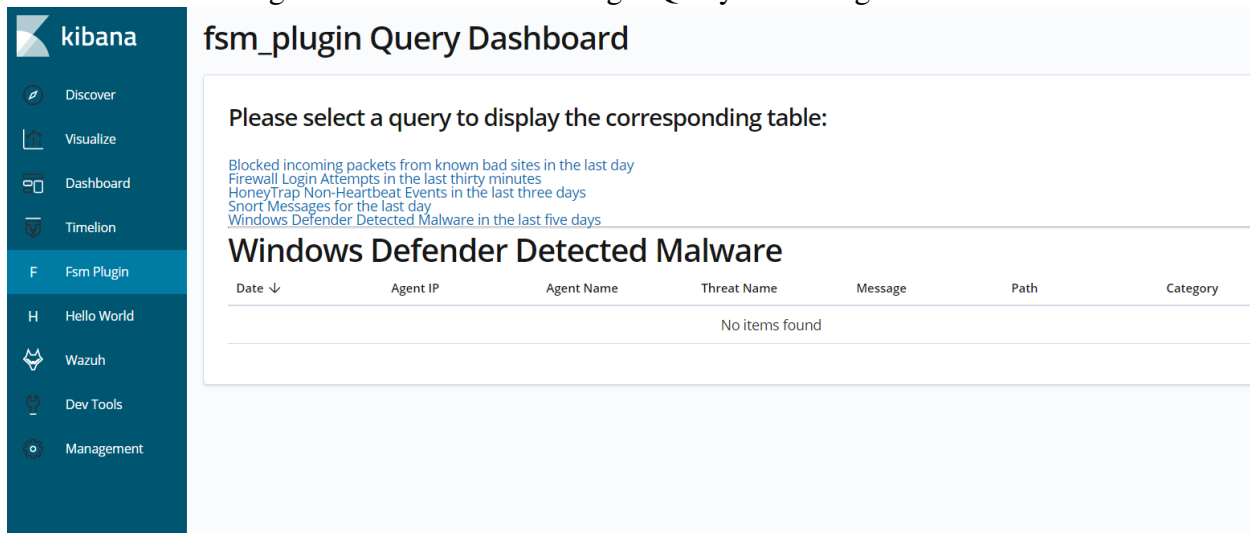 kibana
Discover
Visualize
Dashboard
Timelion
F Fsm Plugin
H Hello World
Wazuh
Dev Tools
Management
fsm_plugin Query Dashboard
Please select a query to display the corresponding table:
Blocked incoming packets from known bad sites in the last day
Firewall Login Attempts in the last thirty minutes
HoneyTrap Non-Heartbeat Events in the last three days
Snort Messages for the last day
Windows Defender Detected Malware in the last five days
Windows Defender Detected Malware
Date ↓ Agent IP Agent Name Threat Name Message Path Category
No items found